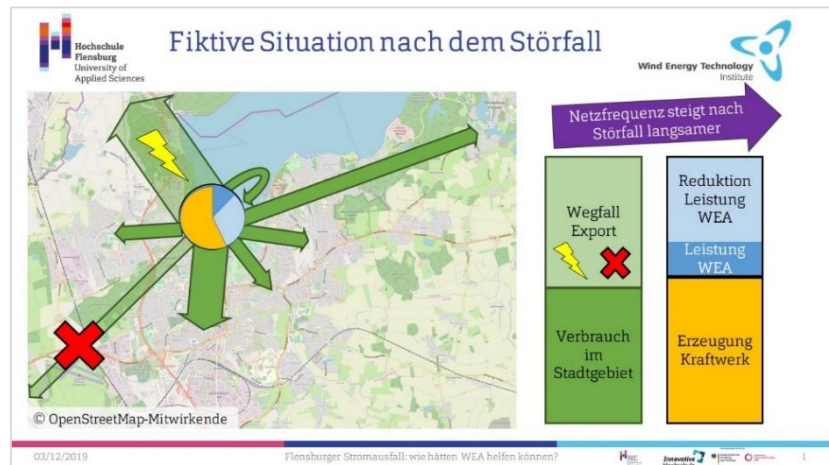 Hochschule
Flensburg
University of
Applied Sciences
Fiktive Situation nach dem Störfall
Wind Energy Technology
Institute
Netzfrequenz steigt nach
Störfall langsamer
Wegfall
Export
Verbrauch
im
Stadtgebiet
Reduktion
Leistung
WEA
Leistung
WEA
Erzeugung
Kraftwerk
© OpenStreetMap-Mitwirkende
03/12/2019
Flensburger Stromausfall: wie hätten WEA helfen können?
Innovative
Hochschule
1